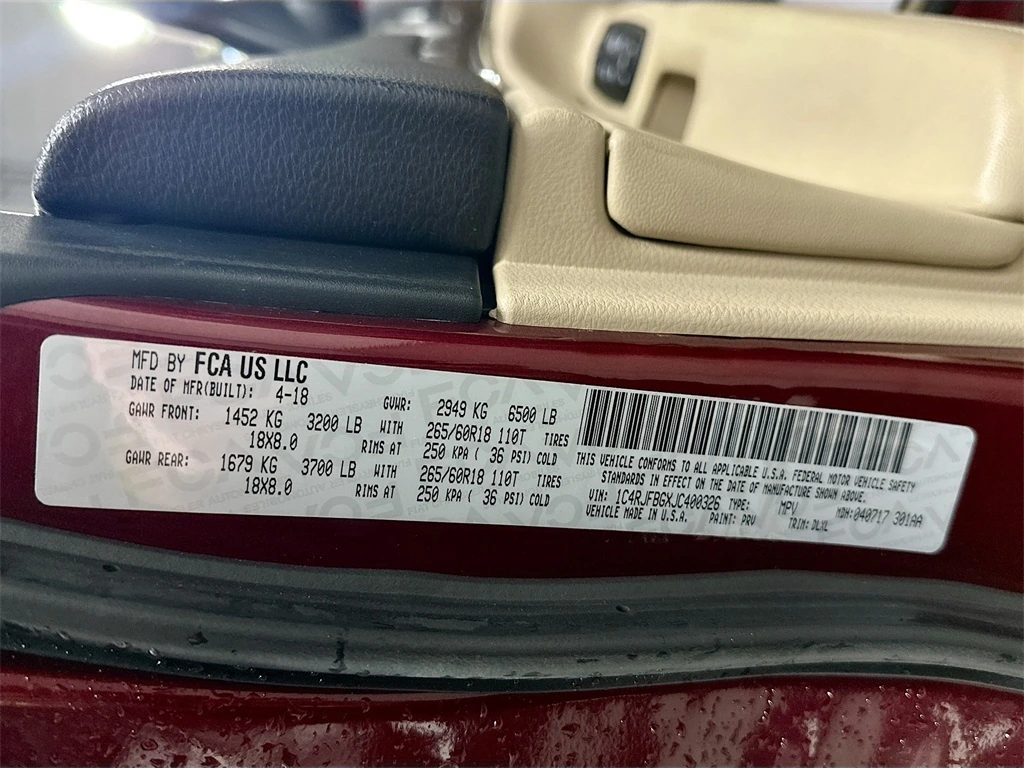 MFD BY FCA US LLC
DATE OF MFR(BUILT): 4-18
GVWR: 2949 KG 6500 LB
GAWR FRONT: 1452 KG 3200 LB WITH 265/60R18 110T TIRES
18X8.0 RIMS AT 250 KPA ( 36 PSI) COLD
GAWR REAR: 1679 KG 3700 LB WITH 265/60R18 110T TIRES
18X8.0 RIMS AT 250 KPA ( 36 PSI) COLD
THIS VEHICLE CONFORMS TO ALL APPLICABLE U.S.A. FEDERAL MOTOR VEHICLE SAFETY
STANDARDS IN EFFECT ON THE DATE OF MANUFACTURE SHOWN ABOVE.
VIN: 1C4RJFBGXJC400326 TYPE: MPV MDH:040717 301AA
VEHICLE MADE IN U.S.A. PAINT: PRV TRIM: DLXL